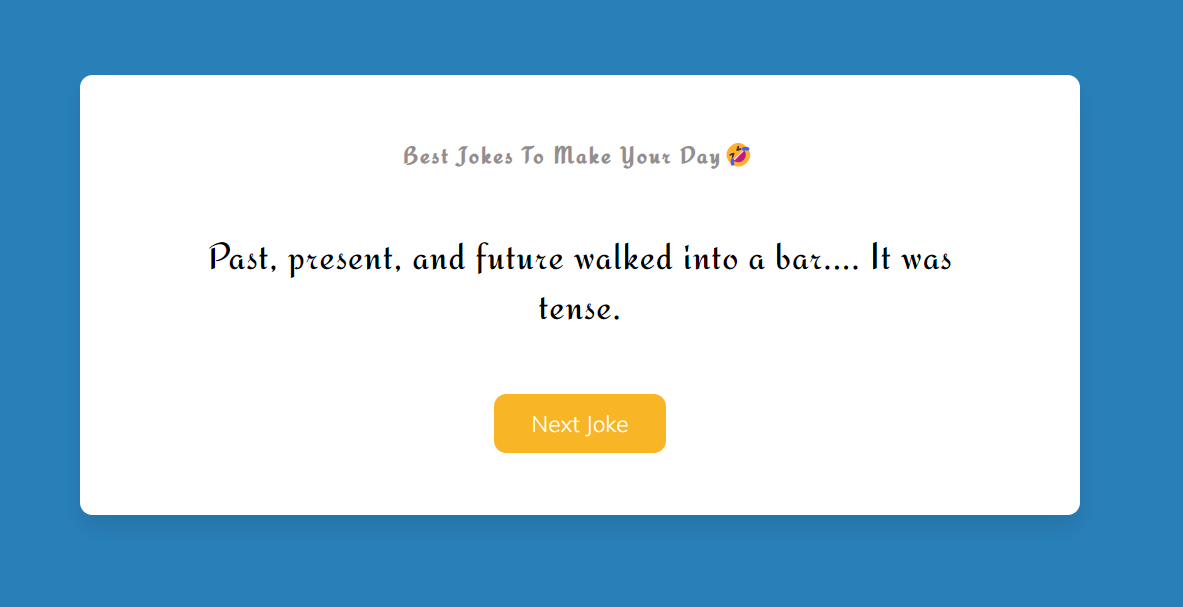 Best Jokes To Make Your Day 🤣
Past, present, and future walked into a bar.... It was
tense.
Next Joke